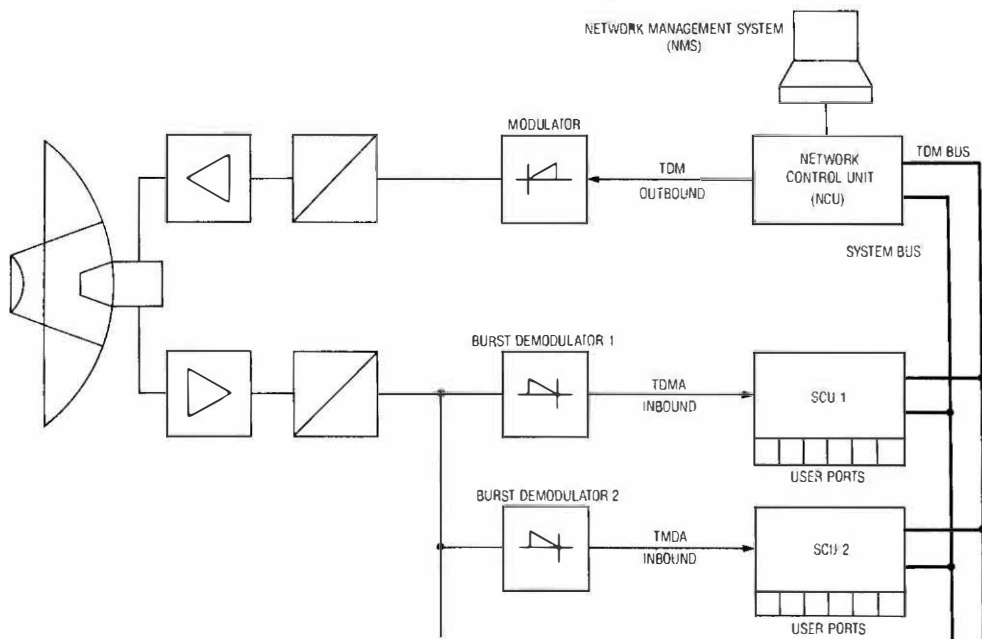 NETWORK MANAGEMENT SYSTEM
(NMS)
MODULATOR
TDM
OUTBOUND
NETWORK
CONTROL UNIT
(NCU)
TDM BUS
SYSTEM BUS
BURST DEMODULATOR 1
TDMA
INBOUND
SCU 1
USER PORTS
BURST DEMODULATOR 2
TMDA
INBOUND
SCU 2
USER PORTS